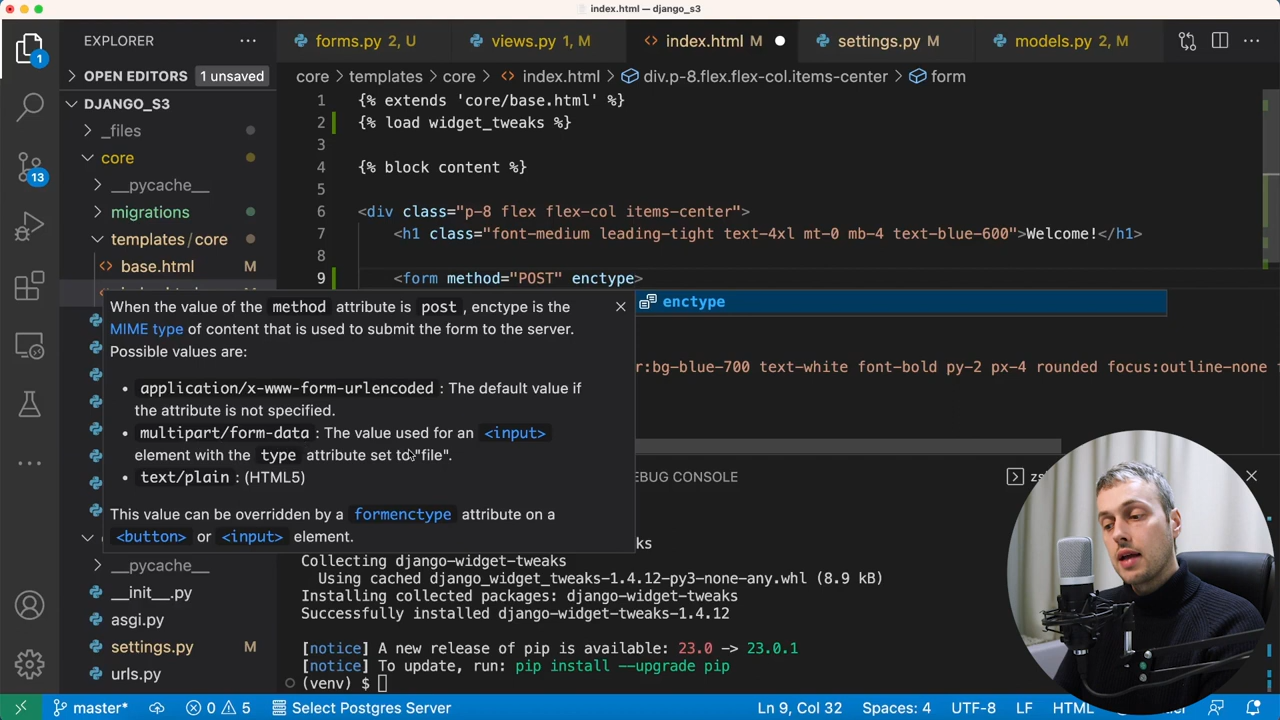 index.html — django_s3
EXPLORER
forms.py 2, U
views.py 1, M
index.html M
settings.py M
models.py 2, M
1
OPEN EDITORS
1 unsaved
core
templates
core
index.html
div.p-8.flex.flex-col.items-center
form
DJANGO_S3
_files
core
__pycache__
migrations
templates/core
base.html M
13
1 {% extends 'core/base.html' %}
2 {% load widget_tweaks %}
3
4 {% block content %}
5
6 <div class="p-8 flex flex-col items-center">
7 <h1 class="font-medium leading-tight text-4xl mt-0 mb-4 text-blue-600">Welcome!</h1>
8
9 <form method="POST" enctype>
enctype
When the value of the method attribute is post, enctype is the
MIME type of content that is used to submit the form to the server.
Possible values are:
• application/x-www-form-urlencoded: The default value if
the attribute is not specified.
• multipart/form-data: The value used for an <input>
element with the type attribute set to "file".
• text/plain: (HTML5)
This value can be overridden by a formenctype attribute on a
<button> or <input> element.
r:bg-blue-700 text-white font-bold py-2 px-4 rounded focus:outline-none
__pycache__
__init__.py
asgi.py
settings.py M
urls.py
BUG CONSOLE
ks
Collecting django-widget-tweaks
Using cached django_widget_tweaks-1.4.12-py3-none-any.whl (8.9 kB)
Installing collected packages: django-widget-tweaks
Successfully installed django-widget-tweaks-1.4.12
[notice] A new release of pip is available: 23.0 -> 23.0.1
[notice] To update, run: pip install --upgrade pip
(venv) $
master*
0
5
Select Postgres Server
Ln 9, Col 32
Spaces: 4
UTF-8
LF
HTML